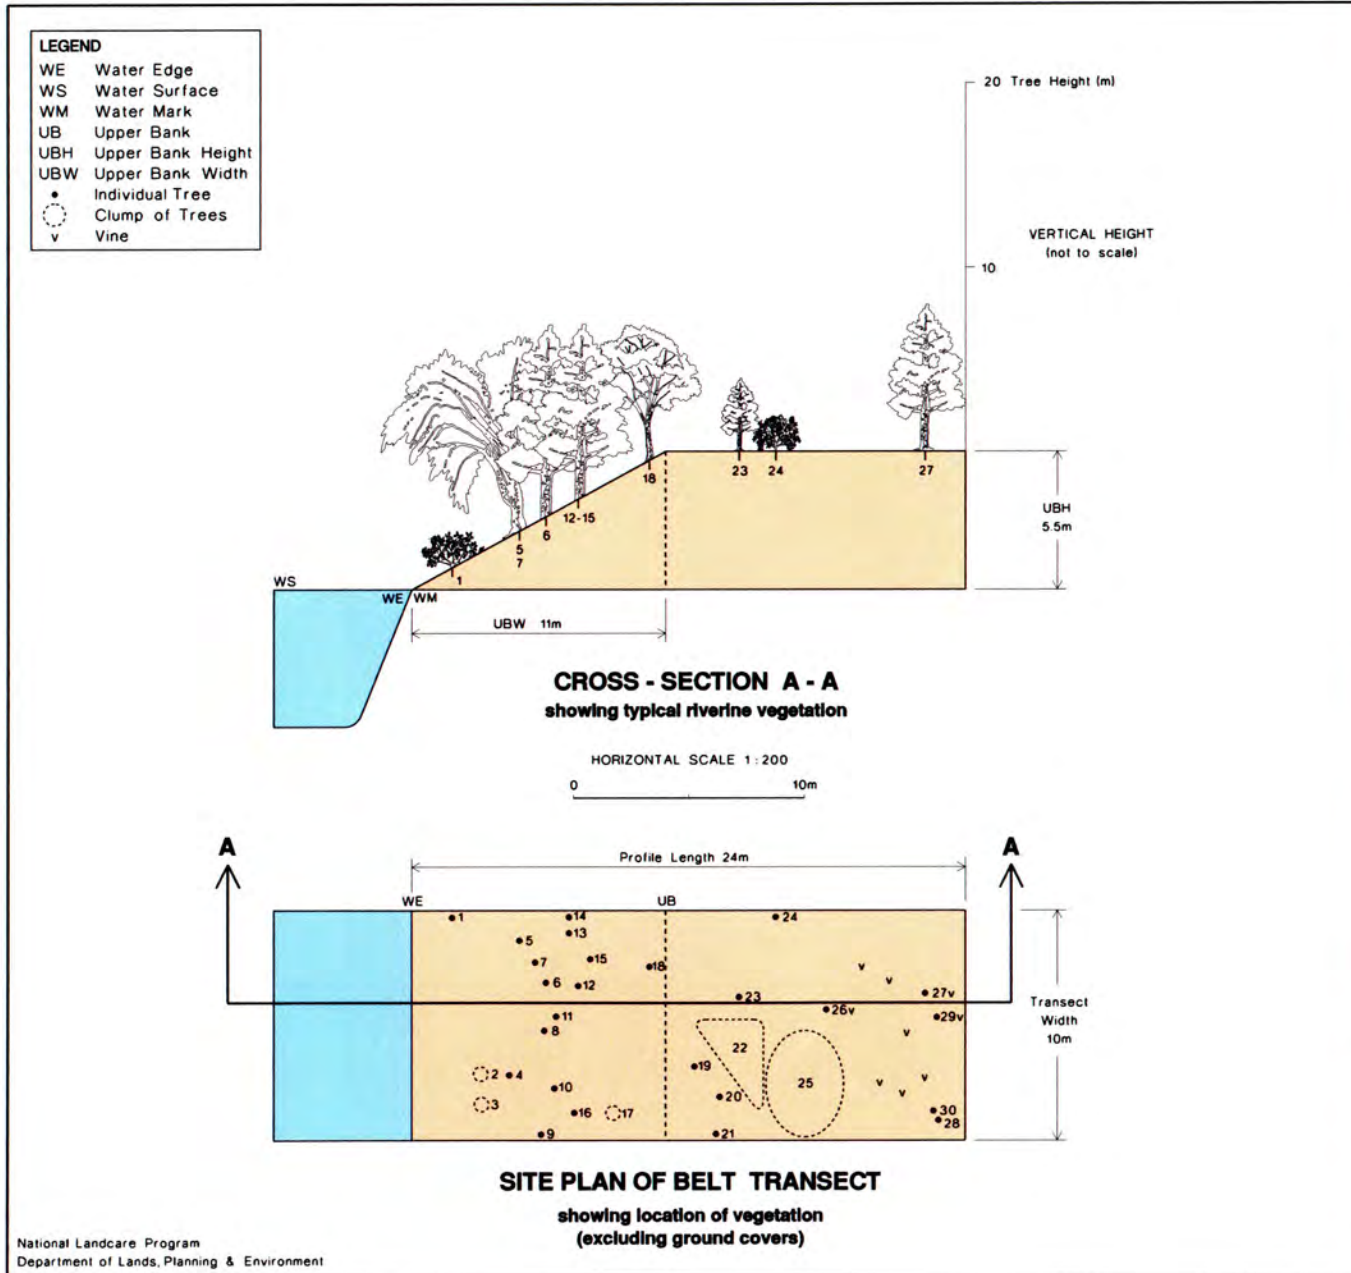 LEGEND
WE Water Edge
WS Water Surface
WM Water Mark
UB Upper Bank
UBH Upper Bank Height
UBW Upper Bank Width
• Individual Tree
Clump of Trees
v Vine
20 Tree Height (m)
VERTICAL HEIGHT
(not to scale)
10
18
23
24
27
12-15
6
5
7
1
UBH
5.5m
WS
WE
WM
UBW 11m
CROSS - SECTION A - A
showing typical riverine vegetation
HORIZONTAL SCALE 1 : 200
0
10m
A
A
Profile Length 24m
WE
UB
1
14
24
13
5
15
7
18
v
6
12
v
27v
23
26v
11
29v
8
v
Transect
Width
10m
22
19
2
4
25
v
v
10
v
20
3
16
17
30
28
9
21
SITE PLAN OF BELT TRANSECT
showing location of vegetation
(excluding ground covers)
National Landcare Program
Department of Lands, Planning & Environment